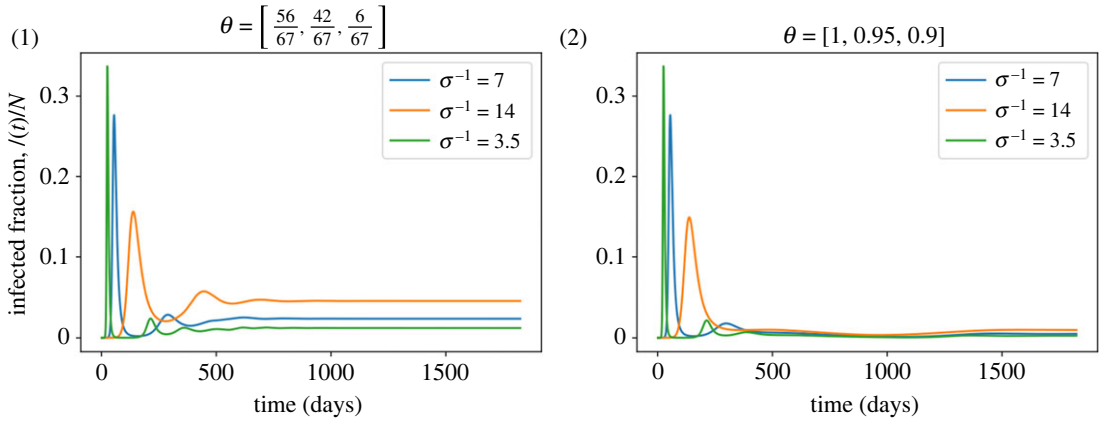 (1)
θ = [ 56/67, 42/67, 6/67 ]
infected fraction, I(t)/N
0.3
0.2
0.1
0
σ⁻¹ = 7
σ⁻¹ = 14
σ⁻¹ = 3.5
0 500 1000 1500
time (days)
(2)
θ = [1, 0.95, 0.9]
0.3
0.2
0.1
0
σ⁻¹ = 7
σ⁻¹ = 14
σ⁻¹ = 3.5
0 500 1000 1500
time (days)